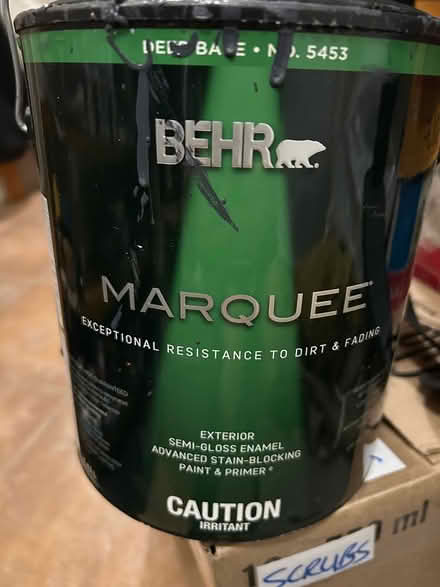 DEEP BASE • NO. 5453
BEHR
MARQUEE®
EXCEPTIONAL RESISTANCE TO DIRT & FADING
EXTERIOR
SEMI-GLOSS ENAMEL
ADVANCED STAIN-BLOCKING
PAINT & PRIMER
CAUTION
IRRITANT
ml
SCRUBS